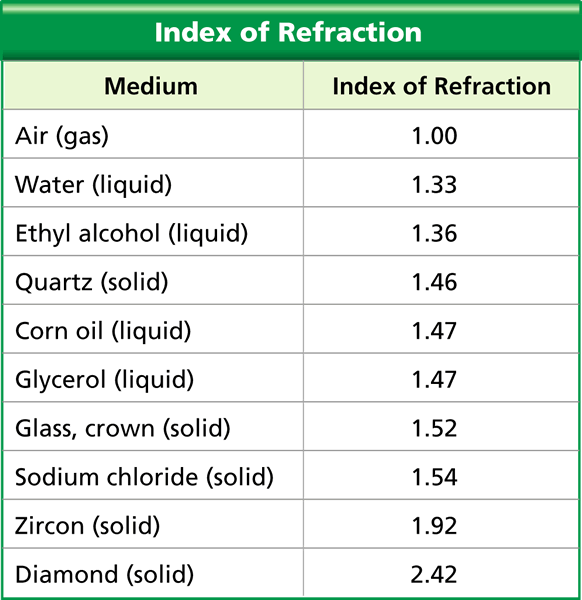 Index of Refraction
Medium Index of Refraction
Air (gas) 1.00
Water (liquid) 1.33
Ethyl alcohol (liquid) 1.36
Quartz (solid) 1.46
Corn oil (liquid) 1.47
Glycerol (liquid) 1.47
Glass, crown (solid) 1.52
Sodium chloride (solid) 1.54
Zircon (solid) 1.92
Diamond (solid) 2.42